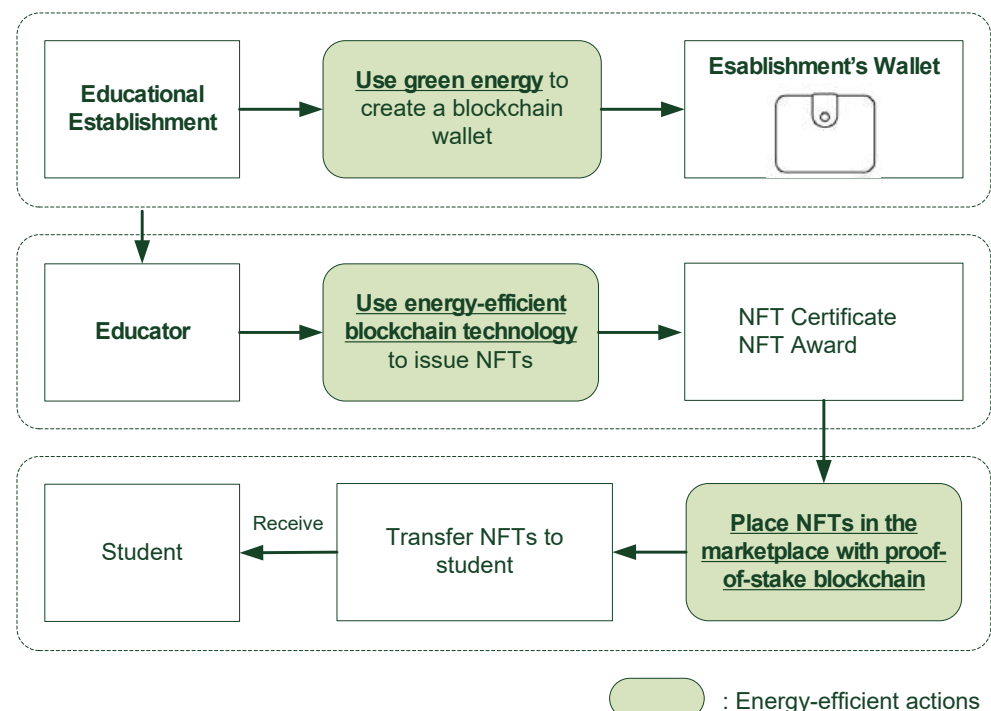 Educational
Establishment
Use green energy to
create a blockchain
wallet
Esablishment's Wallet
Educator
Use energy-efficient
blockchain technology
to issue NFTs
NFT Certificate
NFT Award
Student
Receive
Transfer NFTs to
student
Place NFTs in the
marketplace with proof-
of-stake blockchain
: Energy-efficient actions